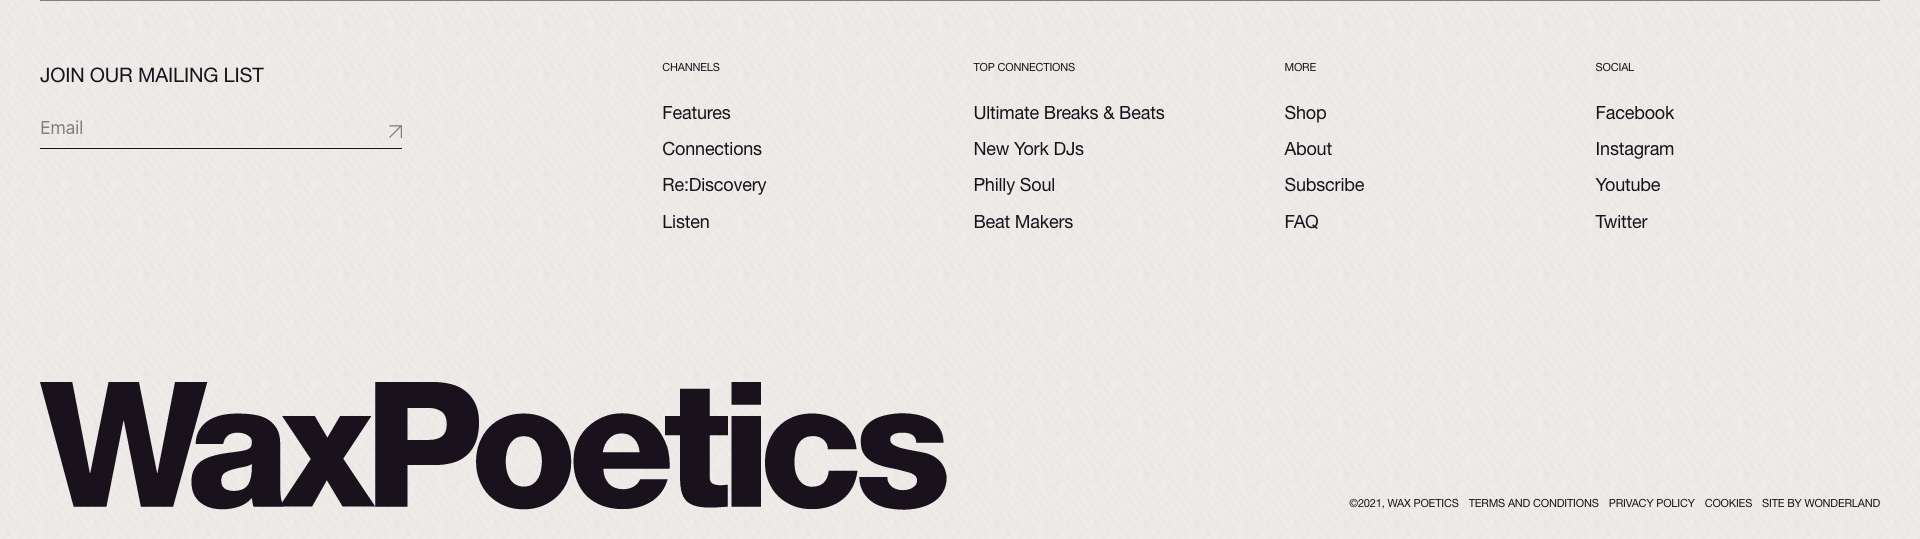 JOIN OUR MAILING LIST
Email
CHANNELS
Features
Connections
Re:Discovery
Listen
TOP CONNECTIONS
Ultimate Breaks & Beats
New York DJs
Philly Soul
Beat Makers
MORE
Shop
About
Subscribe
FAQ
SOCIAL
Facebook
Instagram
Youtube
Twitter
WaxPoetics
©2021, WAX POETICS TERMS AND CONDITIONS PRIVACY POLICY COOKIES SITE BY WONDERLAND